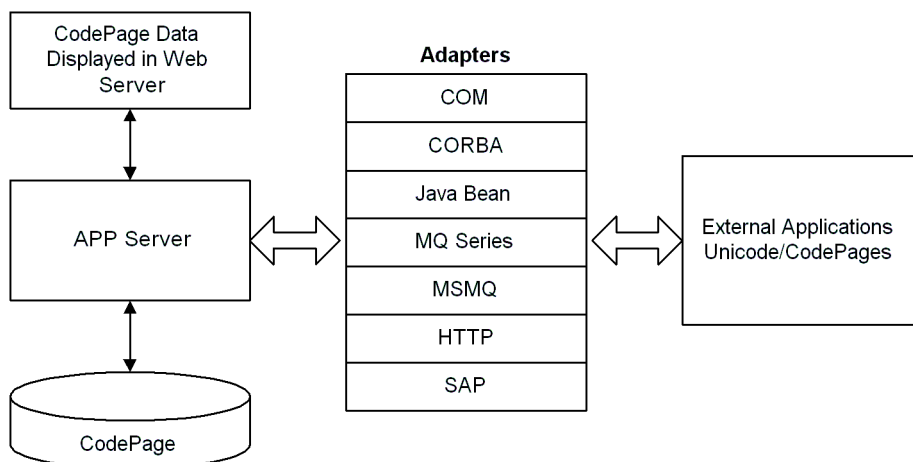 CodePage Data
Displayed in Web
Server
APP Server
CodePage
Adapters
COM
CORBA
Java Bean
MQ Series
MSMQ
HTTP
SAP
External Applications
Unicode/CodePages